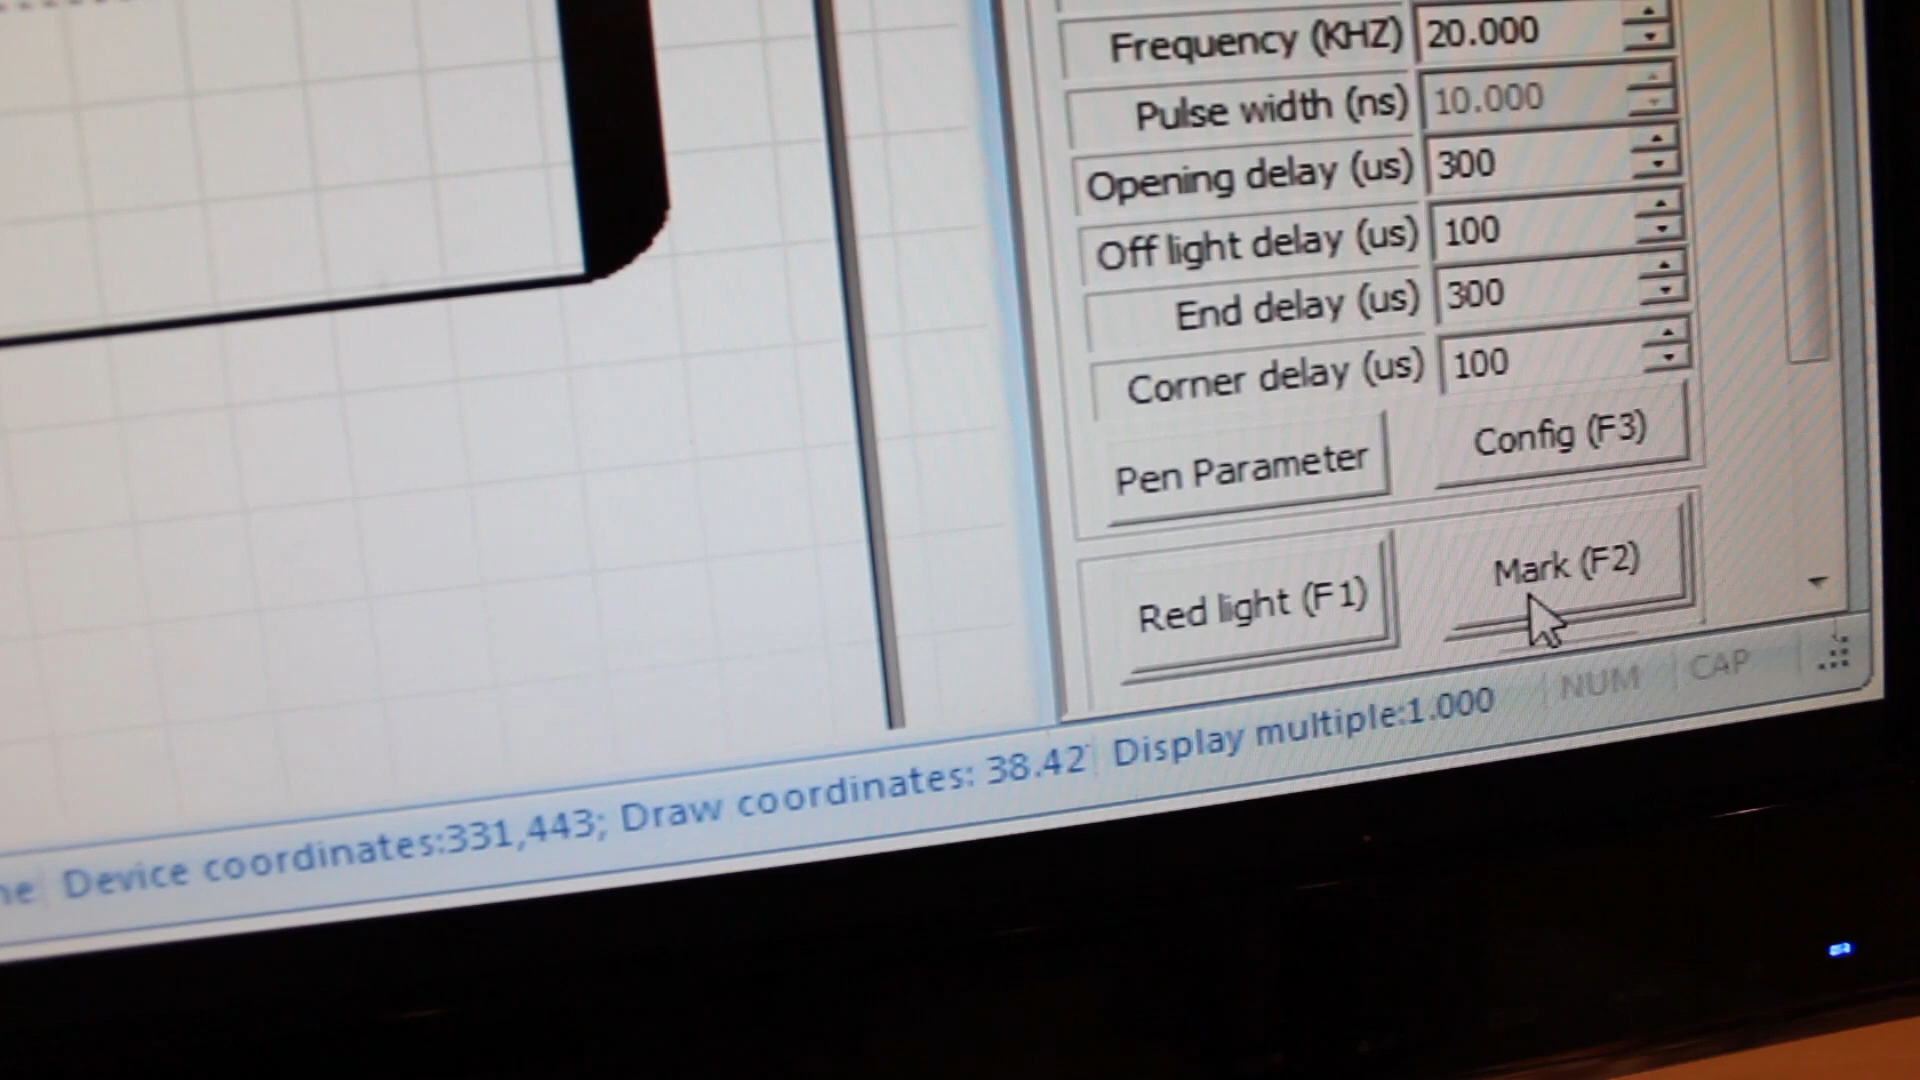 Frequency (KHZ) 20.000
Pulse width (ns) 10.000
Opening delay (us) 300
Off light delay (us) 100
End delay (us) 300
Corner delay (us) 100
Pen Parameter Config (F3)
Red light (F1) Mark (F2)
Device coordinates:331,443; Draw coordinates: 38.42 Display multiple:1.000 NUM CAP